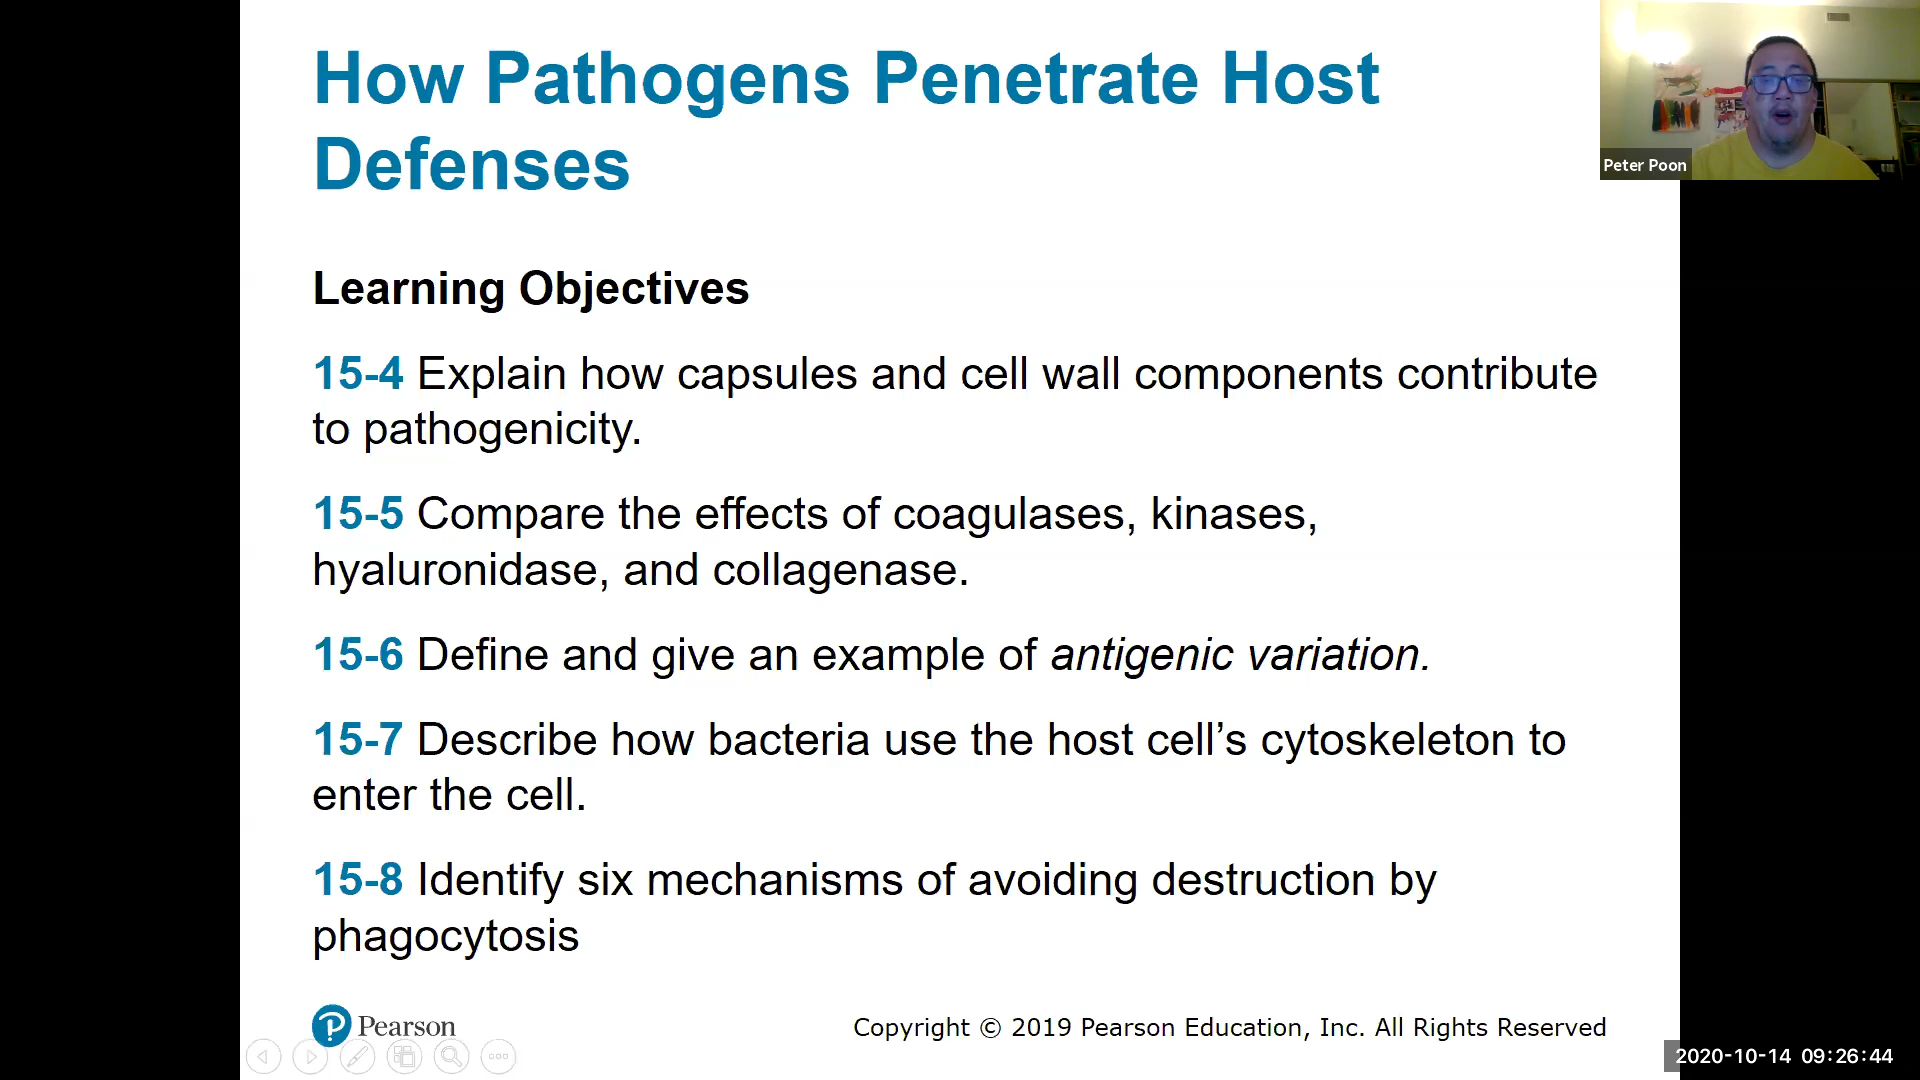 How Pathogens Penetrate Host
Defenses
Peter Poon
Learning Objectives
15-4 Explain how capsules and cell wall components contribute
to pathogenicity.
15-5 Compare the effects of coagulases, kinases,
hyaluronidase, and collagenase.
15-6 Define and give an example of antigenic variation.
15-7 Describe how bacteria use the host cell’s cytoskeleton to
enter the cell.
15-8 Identify six mechanisms of avoiding destruction by
phagocytosis
Pearson
Copyright © 2019 Pearson Education, Inc. All Rights Reserved
2020-10-14 09:26:44